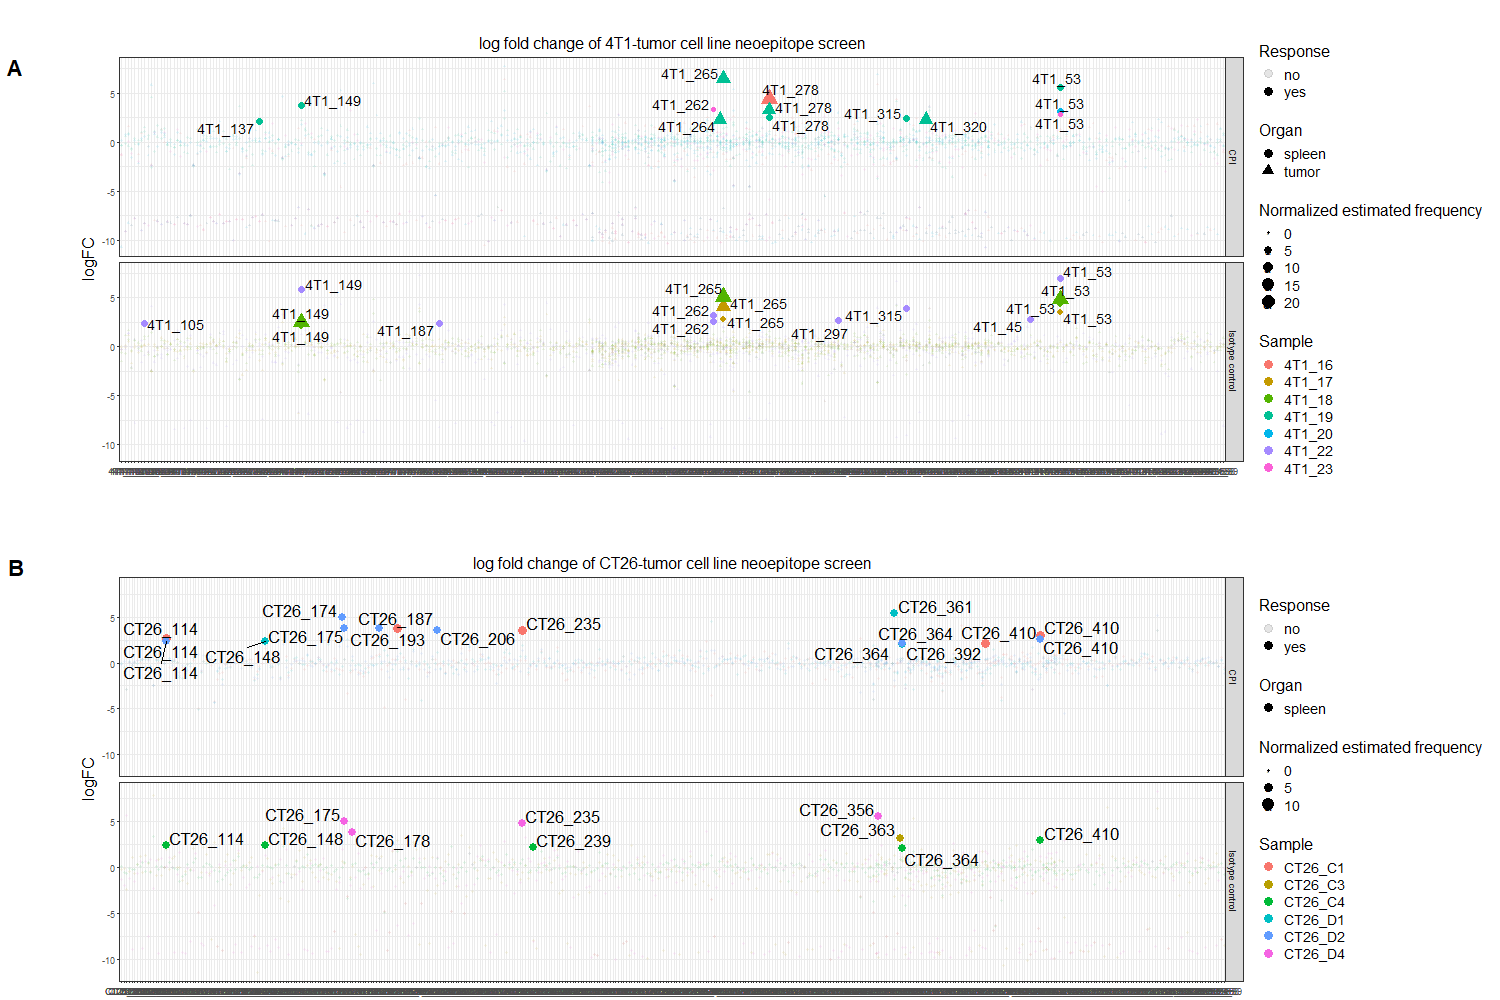 A
log fold change of 4T1-tumor cell line neoepitope screen
logFC
5
0
-5
-10
4T1_137
4T1_149
4T1_265
4T1_262
4T1_264
4T1_278
4T1_278
4T1_278
4T1_315
4T1_320
4T1_53
4T1_53
4T1_53
CPI
5
0
-5
-10
4T1_105
4T1_149
4T1_149
4T1_149
4T1_187
4T1_265
4T1_265
4T1_265
4T1_262
4T1_262
4T1_297
4T1_315
4T1_53
4T1_53
4T1_53
4T1_53
4T1_45
Isotype control
Response
no
yes
Organ
spleen
tumor
Normalized estimated frequency
0
5
10
15
20
Sample
4T1_16
4T1_17
4T1_18
4T1_19
4T1_20
4T1_22
4T1_23
B
log fold change of CT26-tumor cell line neoepitope screen
logFC
5
0
-5
-10
CT26_114
CT26_114
CT26_114
CT26_148
CT26_174
CT26_175
CT26_187
CT26_193
CT26_206
CT26_235
CT26_361
CT26_364
CT26_364
CT26_392
CT26_410
CT26_410
CT26_410
CPI
5
0
-5
-10
CT26_114
CT26_148
CT26_175
CT26_178
CT26_235
CT26_239
CT26_356
CT26_363
CT26_364
CT26_410
Isotype control
Response
no
yes
Organ
spleen
Normalized estimated frequency
0
5
10
Sample
CT26_C1
CT26_C3
CT26_C4
CT26_D1
CT26_D2
CT26_D4